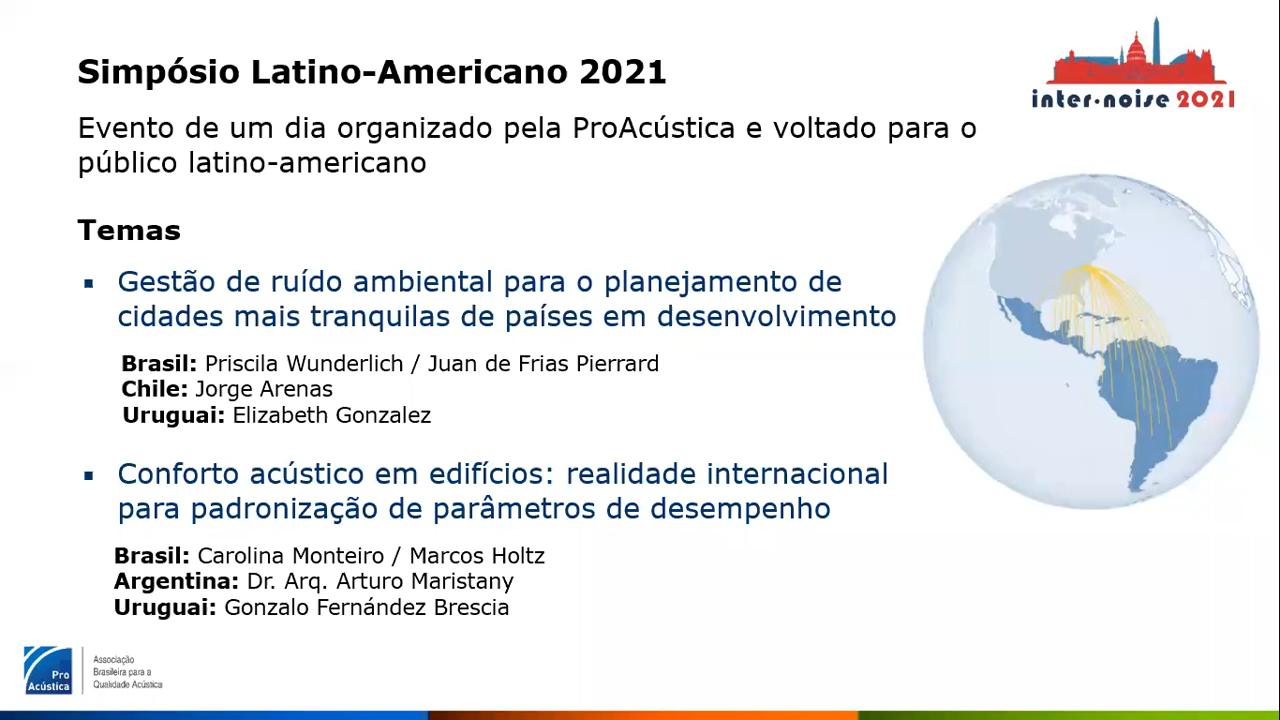 Simpósio Latino-Americano 2021
inter·noise 2021
Evento de um dia organizado pela ProAcústica e voltado para o
público latino-americano
Temas
▪ Gestão de ruído ambiental para o planejamento de
cidades mais tranquilas de países em desenvolvimento
Brasil: Priscila Wunderlich / Juan de Frias Pierrard
Chile: Jorge Arenas
Uruguai: Elizabeth Gonzalez
▪ Conforto acústico em edifícios: realidade internacional
para padronização de parâmetros de desempenho
Brasil: Carolina Monteiro / Marcos Holtz
Argentina: Dr. Arq. Arturo Maristany
Uruguai: Gonzalo Fernández Brescia
Pro
Acústica
Associação
Brasileira para a
Qualidade Acústica